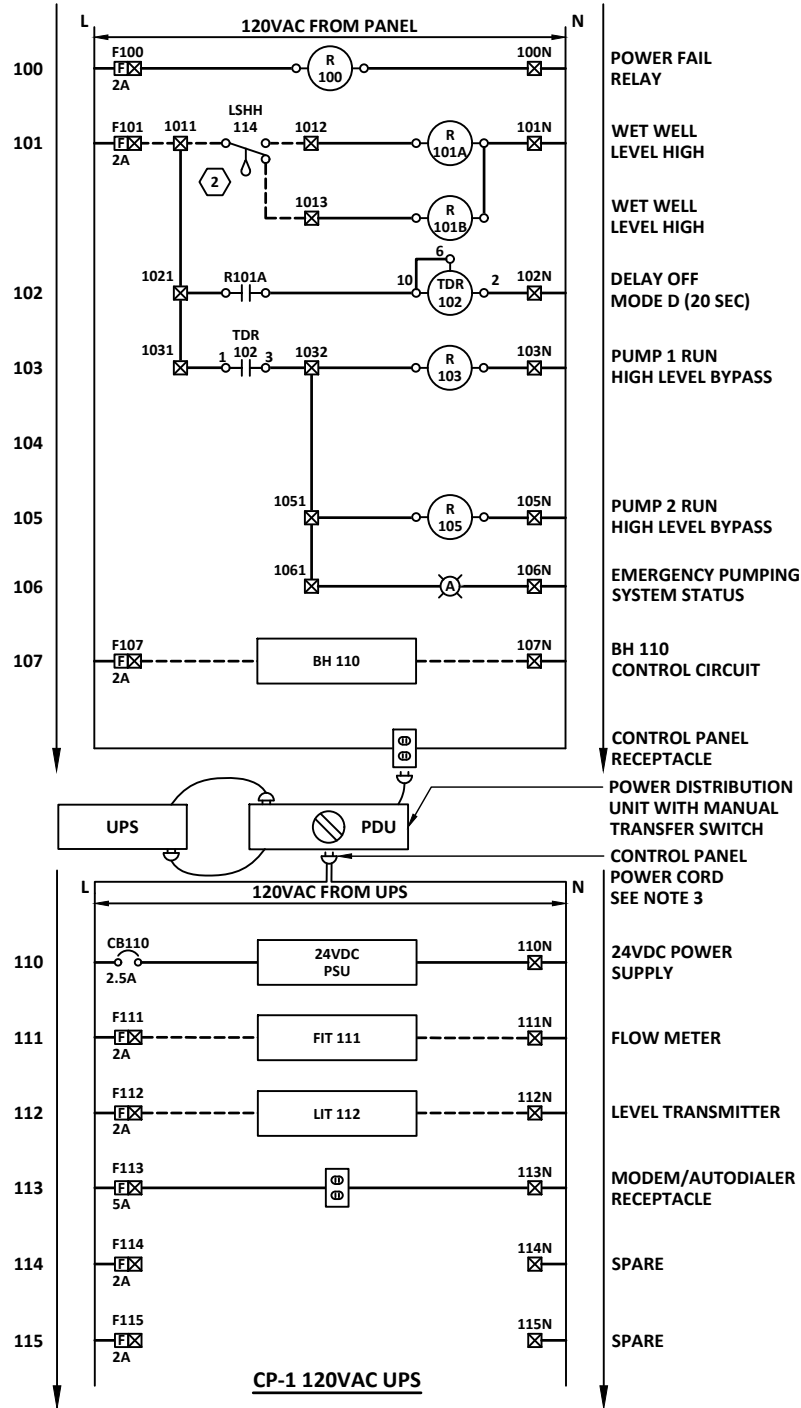 L 120VAC FROM PANEL N
F100 100N
100 F R 100 POWER FAIL
2A RELAY
LSHH
F101 1011 114 1012 101N
101 F R 101A WET WELL
2A LEVEL HIGH
2
1013
R 101B WET WELL
LEVEL HIGH
6
1021 R101A 10 2 102N
102 TDR 102 DELAY OFF
MODE D (20 SEC)
TDR
1031 1 102 3 1032 103N
103 R 103 PUMP 1 RUN
HIGH LEVEL BYPASS
104
1051 105N
105 R 105 PUMP 2 RUN
HIGH LEVEL BYPASS
1061 106N
106 A EMERGENCY PUMPING
SYSTEM STATUS
F107 107N
107 F BH 110 BH 110
2A CONTROL CIRCUIT
CONTROL PANEL
RECEPTACLE
POWER DISTRIBUTION
UNIT WITH MANUAL
TRANSFER SWITCH
UPS PDU
CONTROL PANEL
POWER CORD
SEE NOTE 3
L 120VAC FROM UPS N
CB110 110N
110 24VDC 24VDC POWER
2.5A PSU SUPPLY
F111 111N
111 F FIT 111 FLOW METER
2A
F112 112N
112 F LIT 112 LEVEL TRANSMITTER
2A
F113 113N
113 F MODEM/AUTODIALER
5A RECEPTACLE
F114 114N
114 F SPARE
2A
F115 115N
115 F SPARE
2A
CP-1 120VAC UPS